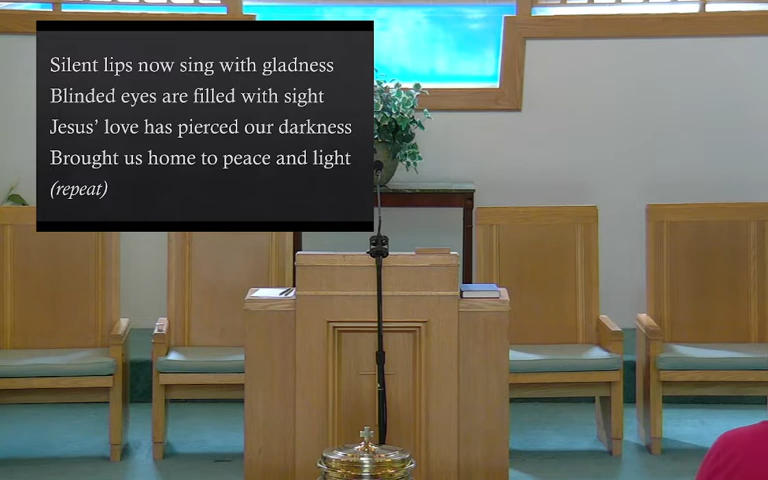 Silent lips now sing with gladness
Blinded eyes are filled with sight
Jesus’ love has pierced our darkness
Brought us home to peace and light
(repeat)